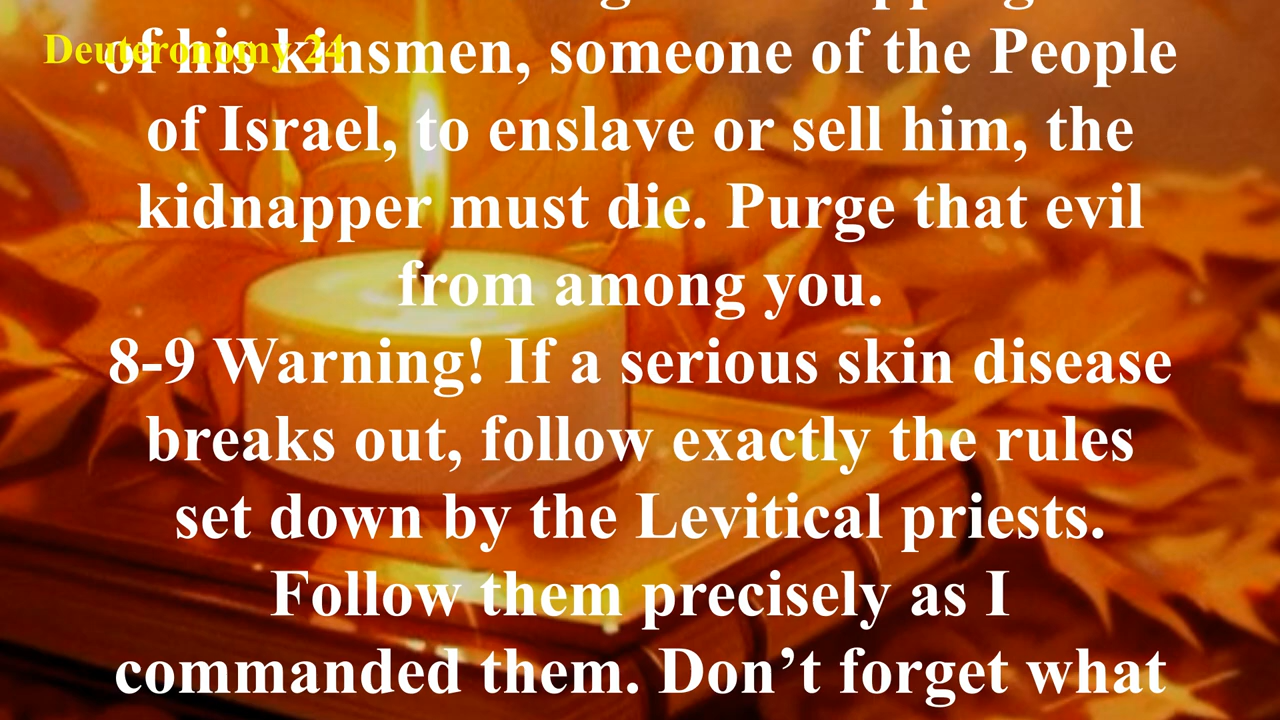 Deuteronomy 24
of his kinsmen, someone of the People
of Israel, to enslave or sell him, the
kidnapper must die. Purge that evil
from among you.
8-9 Warning! If a serious skin disease
breaks out, follow exactly the rules
set down by the Levitical priests.
Follow them precisely as I
commanded them. Don’t forget what